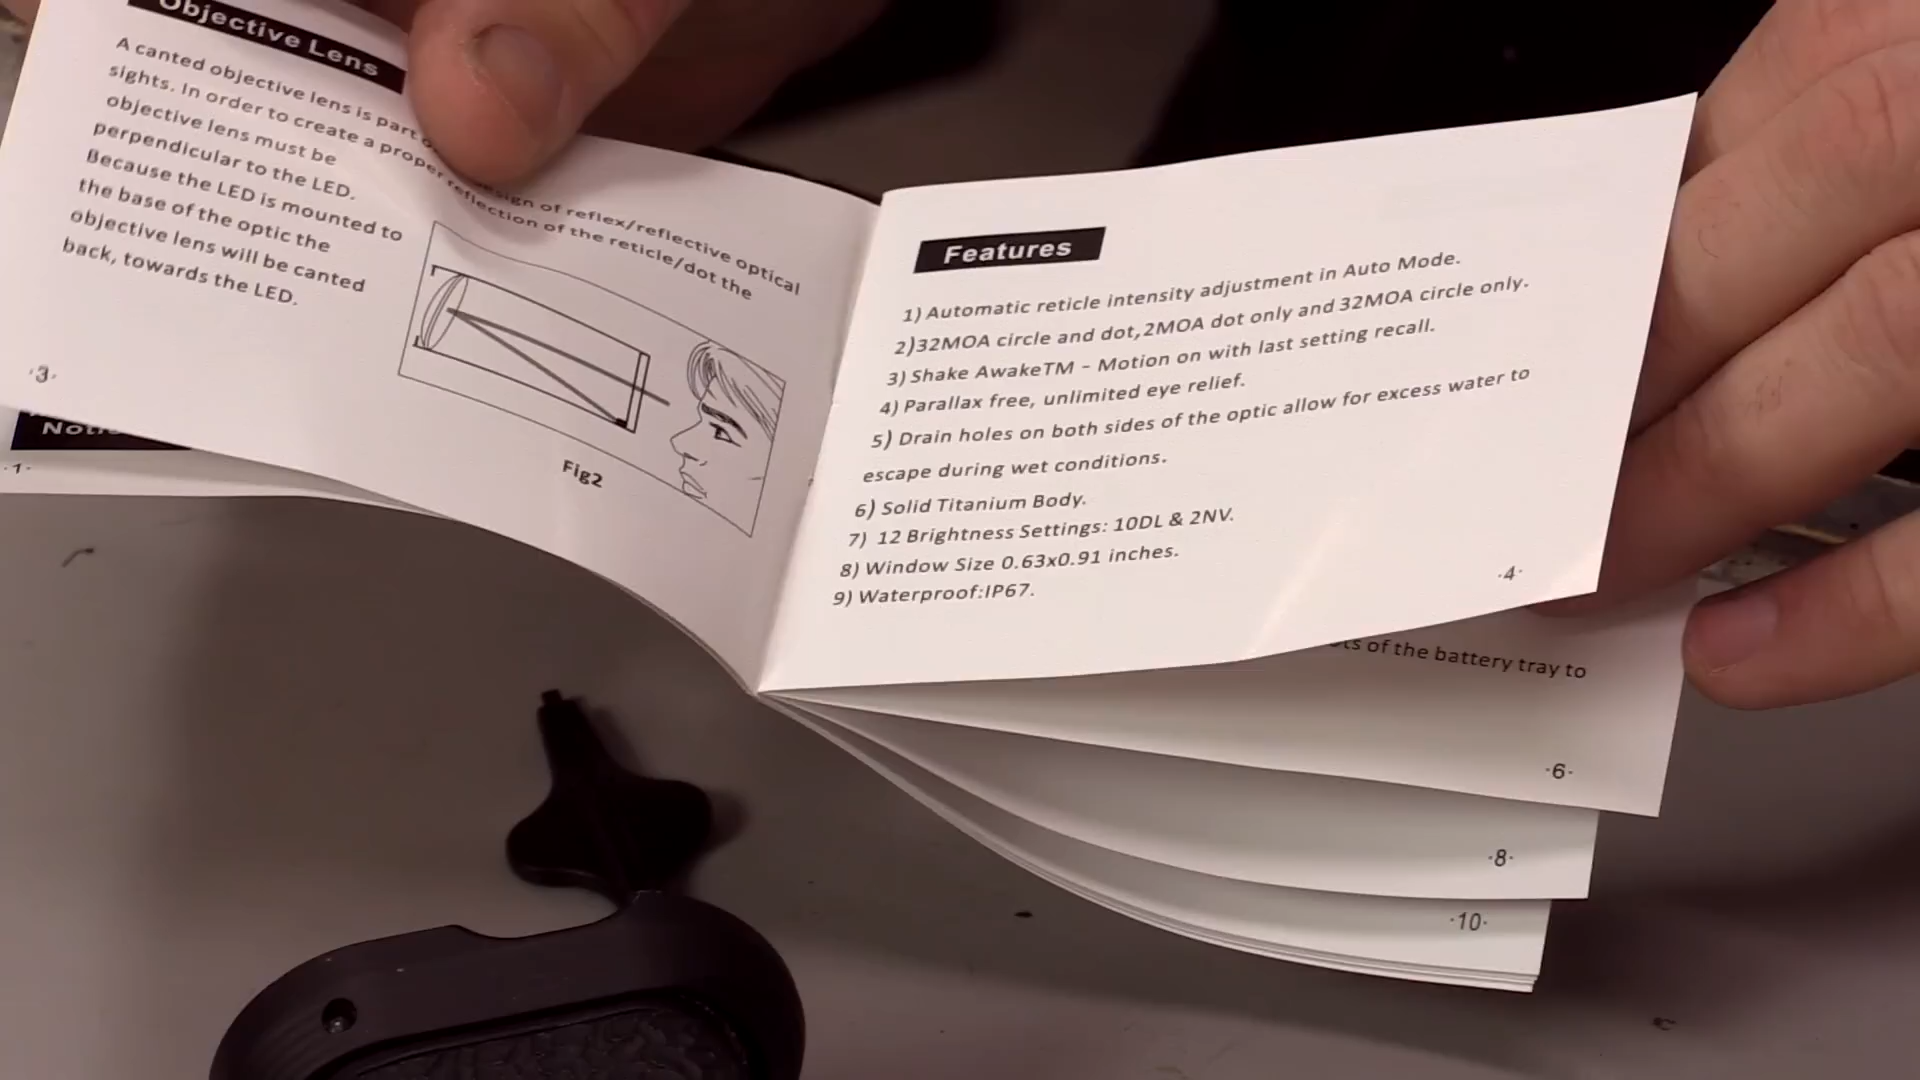 Objective Lens
A canted objective lens is part design of reflex/reflective optical
sights. In order to create a proper reflection of the reticle/dot the
objective lens must be
perpendicular to the LED.
Because the LED is mounted to
the base of the optic the
objective lens will be canted
back, towards the LED.
Fig2
·3·
·1·
Features
1) Automatic reticle intensity adjustment in Auto Mode.
2)32MOA circle and dot,2MOA dot only and 32MOA circle only.
3) Shake AwakeTM – Motion on with last setting recall.
4) Parallax free, unlimited eye relief.
5) Drain holes on both sides of the optic allow for excess water to
escape during wet conditions.
6) Solid Titanium Body.
7) 12 Brightness Settings: 10DL & 2NV.
8) Window Size 0.63x0.91 inches.
9) Waterproof:IP67.
·4·
of the battery tray to
·6·
·8·
·10·